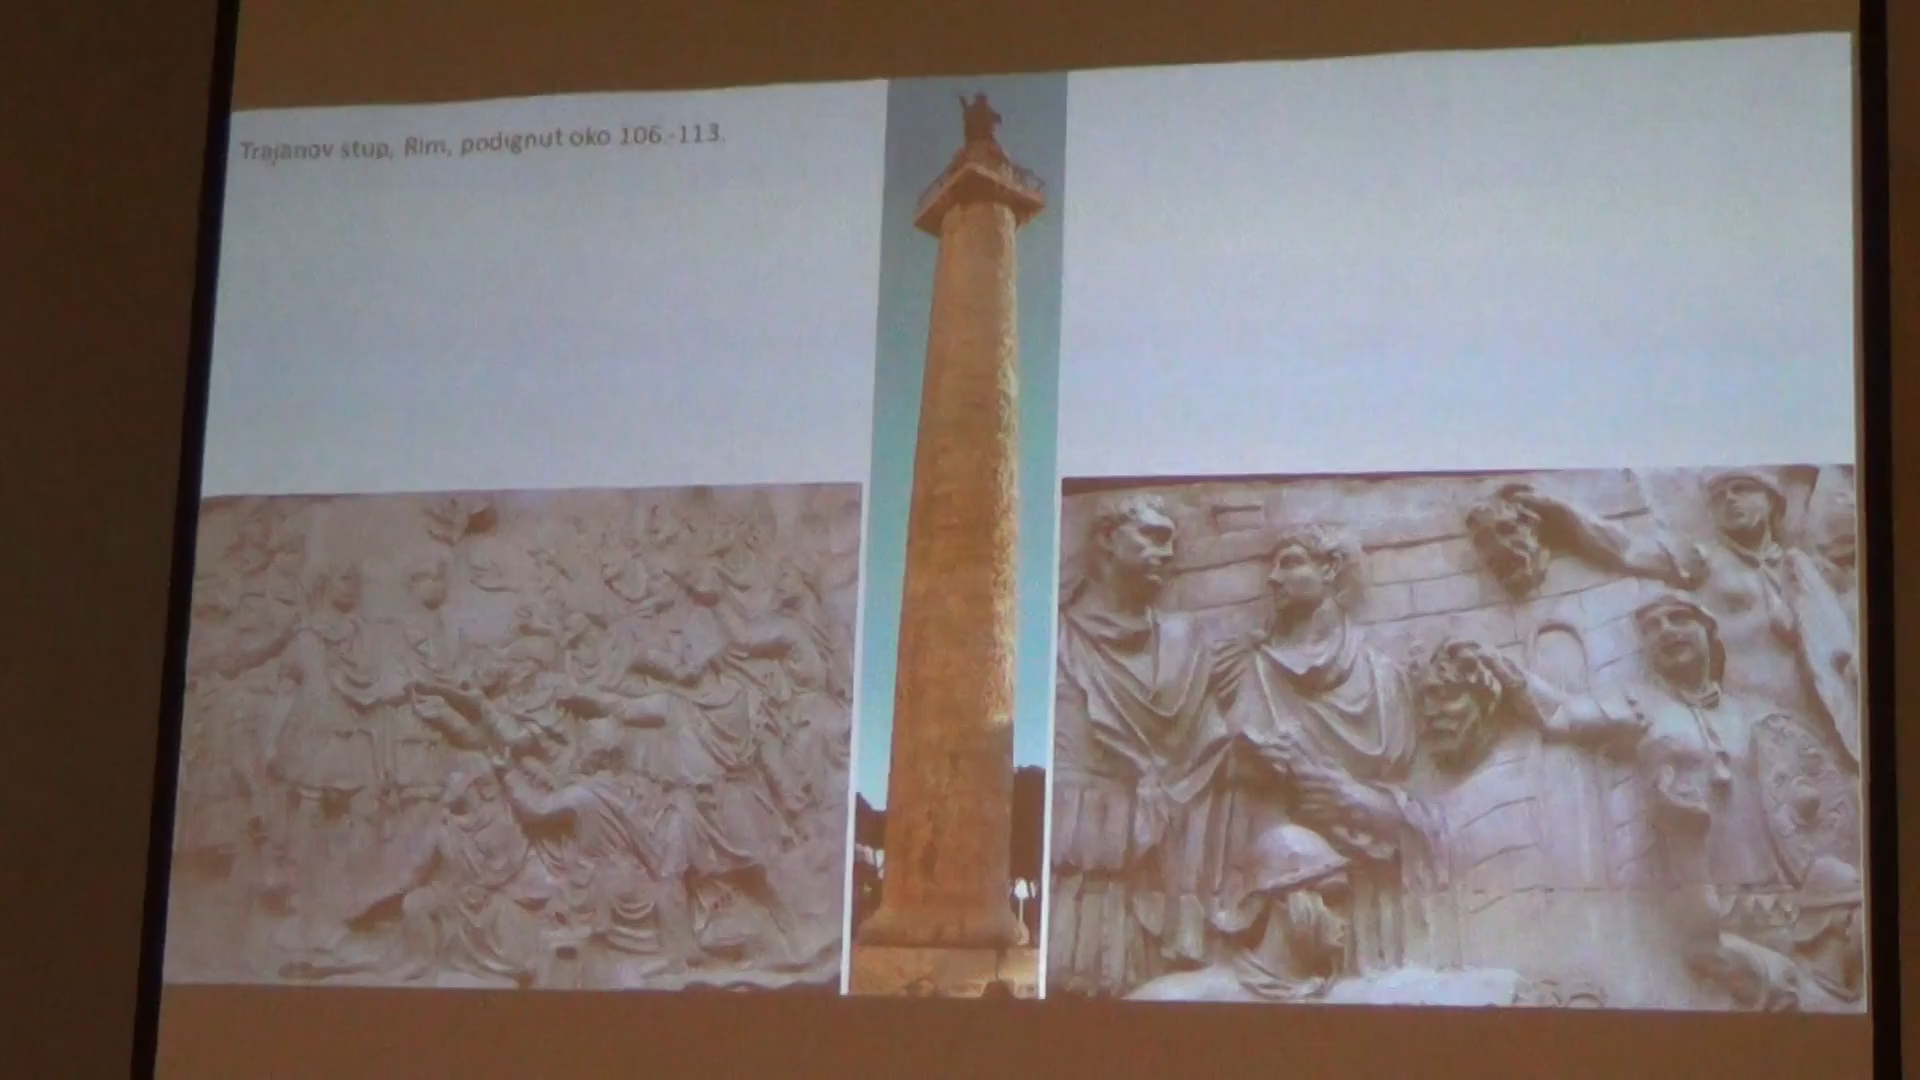 Trajanov stup, Rim, podignut oko 106.-113.